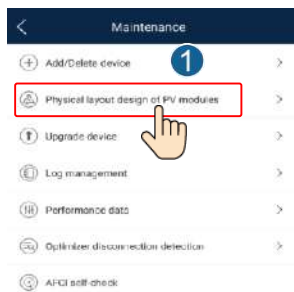 Maintenance
Add/Delete device
1
Physical layout design of PV modules
Upgrade device
Log management
Performance data
Optimizer disconnection detection
AFCI self-check